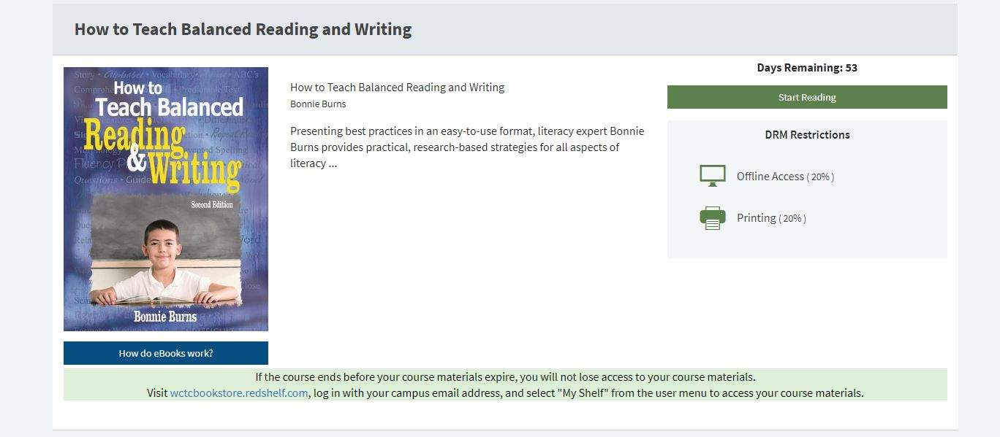 How to Teach Balanced Reading and Writing
How to
Teach Balanced
Reading
&
Writing
Second Edition
Bonnie Burns
How do eBooks work?
How to Teach Balanced Reading and Writing
Bonnie Burns
Presenting best practices in an easy-to-use format, literacy expert Bonnie
Burns provides practical, research-based strategies for all aspects of
literacy ...
Days Remaining: 53
Start Reading
DRM Restrictions
Offline Access ( 20% )
Printing ( 20% )
If the course ends before your course materials expire, you will not lose access to your course materials.
Visit wctcbookstore.redshelf.com, log in with your campus email address, and select "My Shelf" from the user menu to access your course materials.